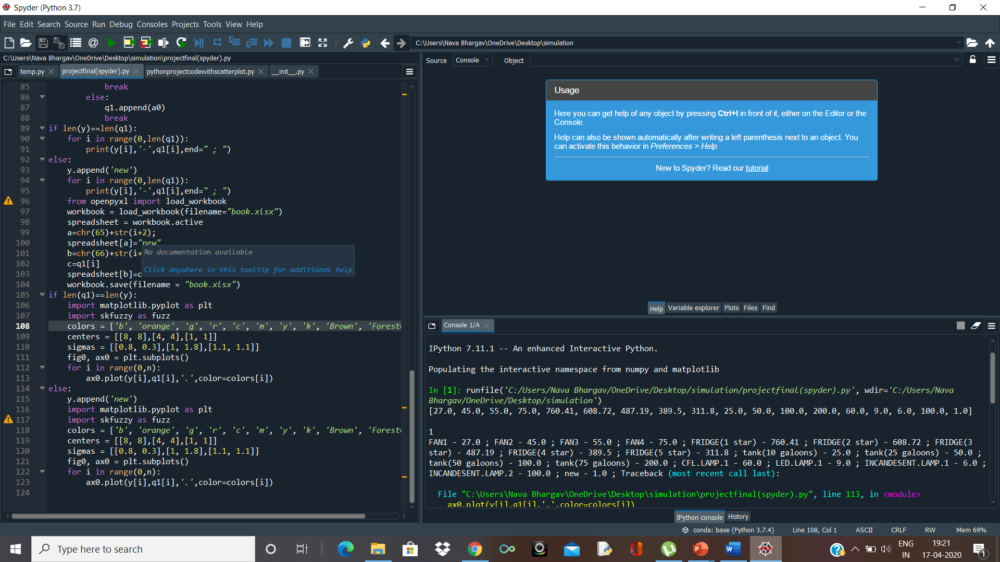 Spyder (Python 3.7)
File Edit Search Source Run Debug Consoles Projects Tools View Help
C:\Users\Nava Bhargav\OneDrive\Desktop\simulation
C:\Users\Nava Bhargav\OneDrive\Desktop\simulation\projectfinal(spyder).py
temp.py projectfinal(spyder).py pythonprojectcodewithscatterplot.py __init__.py
85 break
86 else:
87 q1.append(a0)
88 break
89 if len(y)==len(q1):
90 for i in range(0,len(q1)):
91 print(y[i],'-',q1[i],end=" ; ")
92 else:
93 y.append('new')
94 for i in range(0,len(q1)):
95 print(y[i],'-',q1[i],end=" ; ")
96 from openpyxl import load_workbook
97 workbook = load_workbook(filename="book.xlsx")
98 spreadsheet = workbook.active
99 a=chr(65)+str(i+2);
100 spreadsheet[a]="new"
101 b=chr(66)+str(i+
102 c=q1[i]
103 spreadsheet[b]=c
104 workbook.save(filename = "book.xlsx")
105 if len(q1)==len(y):
106 import matplotlib.pyplot as plt
107 import skfuzzy as fuzz
108 colors = ['b', 'orange', 'g', 'r', 'c', 'm', 'y', 'k', 'Brown', 'Forest
109 centers = [[8, 8],[4, 4],[1, 1]]
110 sigmas = [[0.8, 0.3],[1, 1.8],[1.1, 1.1]]
111 fig0, ax0 = plt.subplots()
112 for i in range(0,n):
113 ax0.plot(y[i],q1[i],'.',color=colors[i])
114 else:
115 y.append('new')
116 import matplotlib.pyplot as plt
117 import skfuzzy as fuzz
118 colors = ['b', 'orange', 'g', 'r', 'c', 'm', 'y', 'k', 'Brown', 'Forest
119 centers = [[8, 8],[4, 4],[1, 1]]
120 sigmas = [[0.8, 0.3],[1, 1.8],[1.1, 1.1]]
121 fig0, ax0 = plt.subplots()
122 for i in range(0,n):
123 ax0.plot(y[i],q1[i],'.',color=colors[i])
124
No documentation available
Click anywhere in this tooltip for additional help
Source Console Object
Usage
Here you can get help of any object by pressing Ctrl+I in front of it, either on the Editor or the
Console.
Help can also be shown automatically after writing a left parenthesis next to an object. You
can activate this behavior in Preferences > Help.
New to Spyder? Read our tutorial
Help Variable explorer Plots Files Find
Console 1/A
IPython 7.11.1 -- An enhanced Interactive Python.
Populating the interactive namespace from numpy and matplotlib
In [1]: runfile('C:/Users/Nava Bhargav/OneDrive/Desktop/simulation/projectfinal(spyder).py', wdir='C:/Users/Nava
Bhargav/OneDrive/Desktop/simulation')
[27.0, 45.0, 55.0, 75.0, 760.41, 608.72, 487.19, 389.5, 311.8, 25.0, 50.0, 100.0, 200.0, 60.0, 9.0, 6.0, 100.0, 1.0]
1
FAN1 - 27.0 ; FAN2 - 45.0 ; FAN3 - 55.0 ; FAN4 - 75.0 ; FRIDGE(1 star) - 760.41 ; FRIDGE(2 star) - 608.72 ; FRIDGE(3
star) - 487.19 ; FRIDGE(4 star) - 389.5 ; FRIDGE(5 star) - 311.8 ; tank(10 galoons) - 25.0 ; tank(25 galoons) - 50.0 ;
tank(50 galoons) - 100.0 ; tank(75 galoons) - 200.0 ; CFL.LAMP.1 - 60.0 ; LED.LAMP.1 - 9.0 ; INCANDESENT.LAMP.1 - 6.0 ;
INCANDESENT.LAMP.2 - 100.0 ; new - 1.0 ; Traceback (most recent call last):
File "C:\Users\Nava Bhargav\OneDrive\Desktop\simulation\projectfinal(spyder).py", line 113, in <module>
ax0.plot(y[i],q1[i],'.',color=colors[i])
IPython console History
conda: base (Python 3.7.4) Line 108, Col 1 ASCII CRLF RW Mem 69%
Type here to search
ENG
IN
19:21
17-04-2020
1